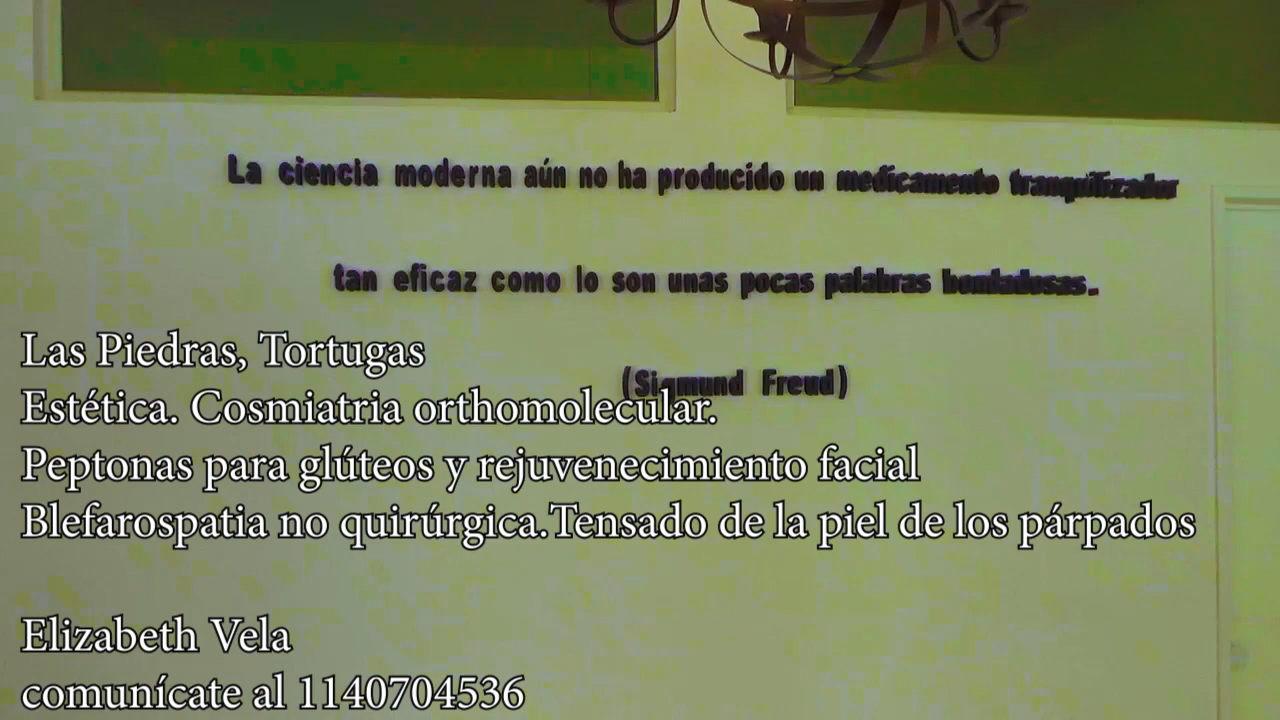 La ciencia moderna aún no ha producido un medicamento tranquilizador
tan eficaz como lo son unas pocas palabras bondadosas.
(Sigmund Freud)
Las Piedras, Tortugas
Estética. Cosmiatria orthomolecular.
Peptonas para glúteos y rejuvenecimiento facial
Blefarospatia no quirúrgica.Tensado de la piel de los párpados
Elizabeth Vela
comunícate al 1140704536